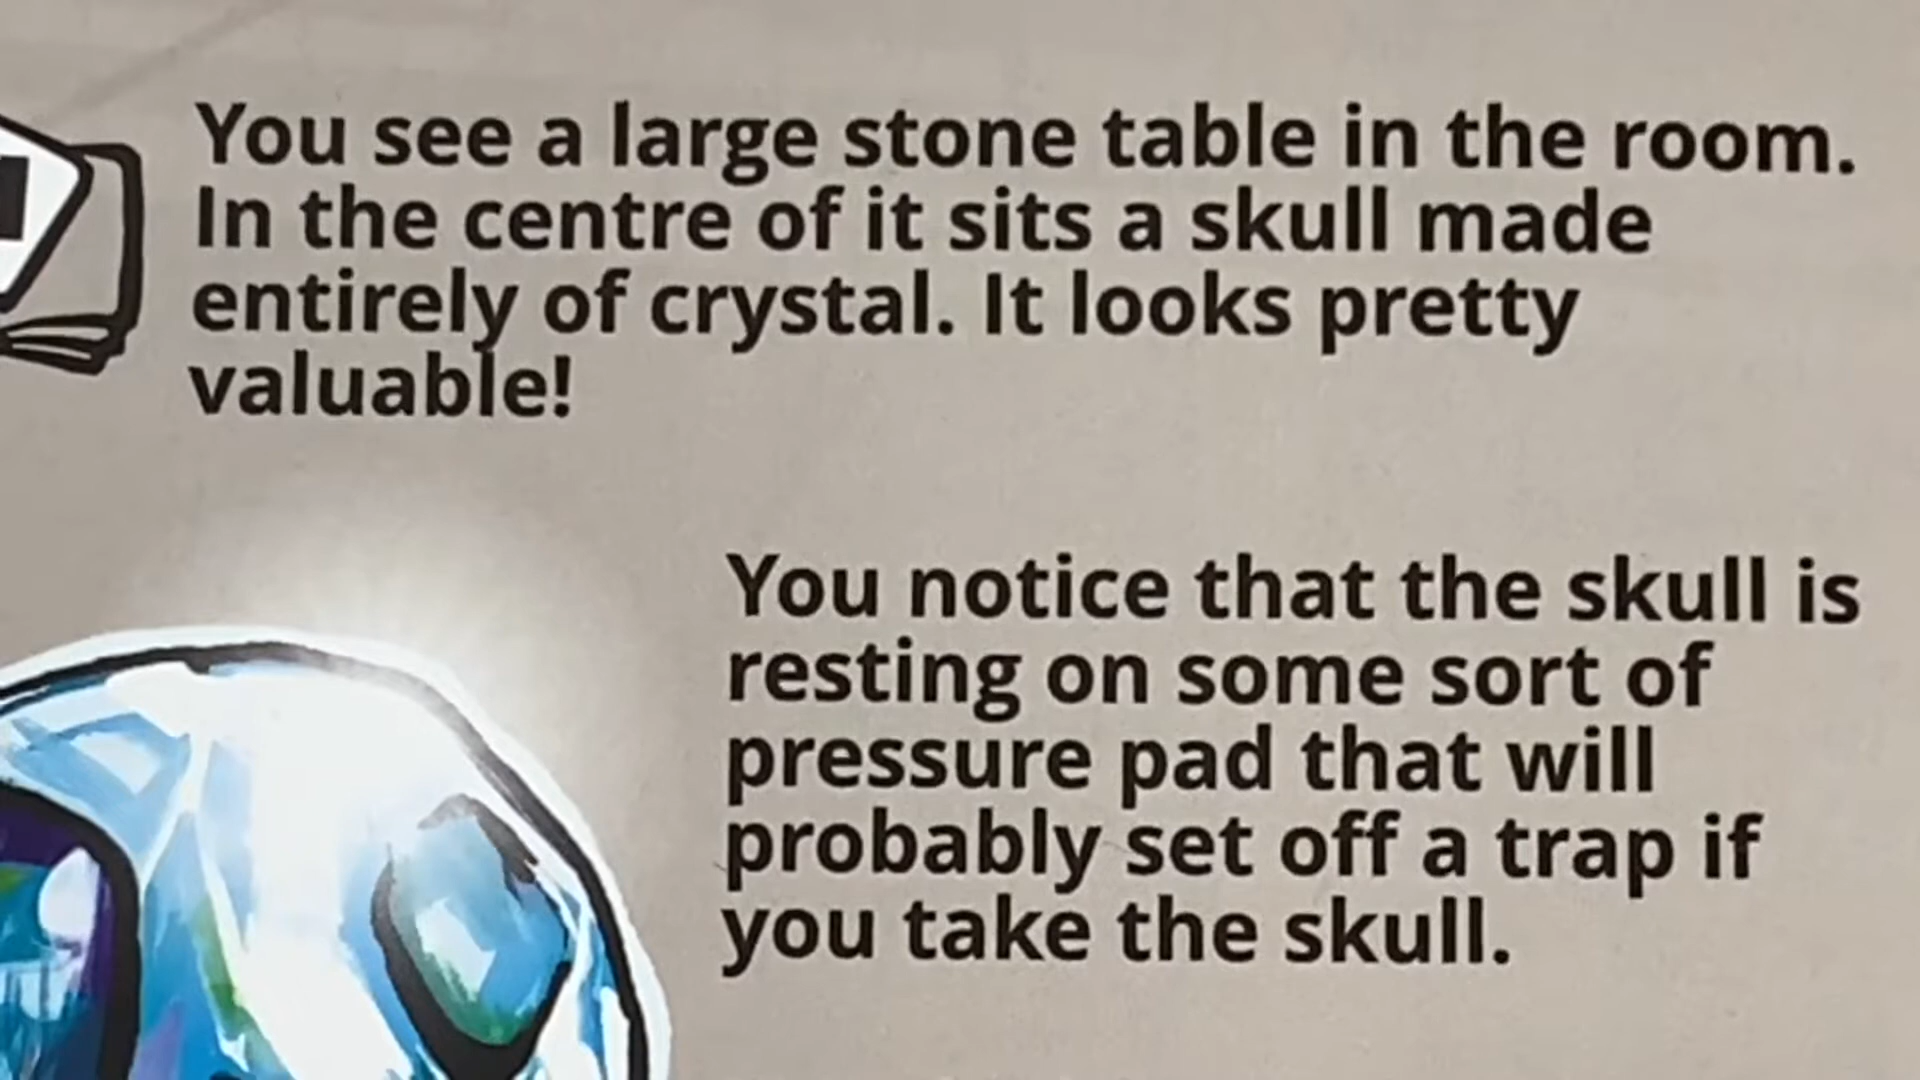 You see a large stone table in the room.
In the centre of it sits a skull made
entirely of crystal. It looks pretty
valuable!
You notice that the skull is
resting on some sort of
pressure pad that will
probably set off a trap if
you take the skull.